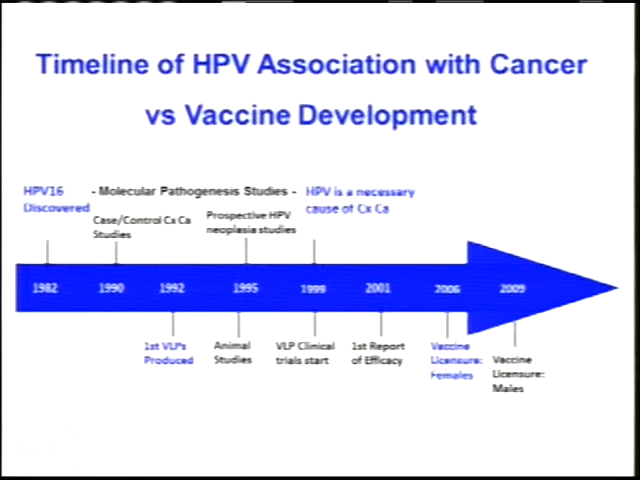 Timeline of HPV Association with Cancer
vs Vaccine Development
HPV16
Discovered
- Molecular Pathogenesis Studies -
HPV is a necessary
cause of Cx Ca
Case/Control Cx Ca
Studies
Prospective HPV
neoplasia studies
1982 1990 1992 1995 1999 2001 2006 2009
1st VLPs
Produced
Animal
Studies
VLP Clinical
trials start
1st Report
of Efficacy
Vaccine
Licensure:
Females
Vaccine
Licensure:
Males